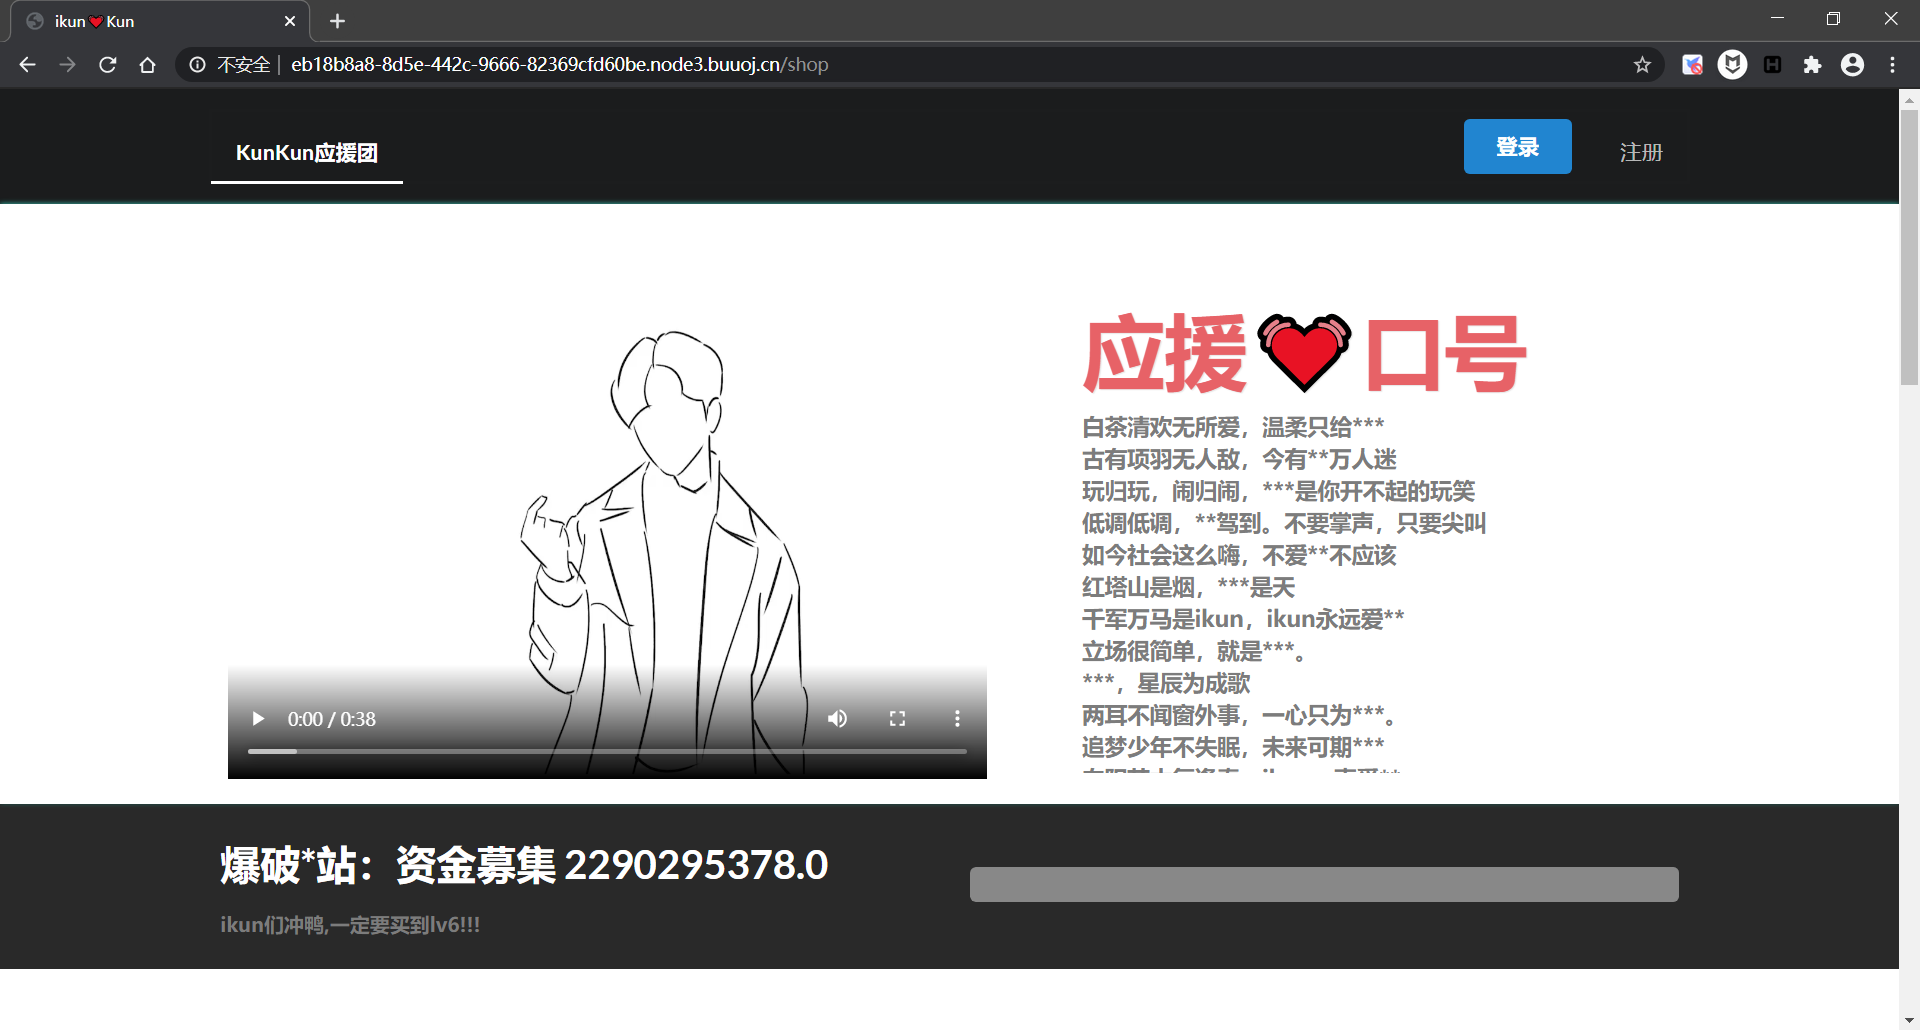 ikun❤Kun
不安全 | eb18b8a8-8d5e-442c-9666-82369cfd60be.node3.buuoj.cn/shop
KunKun应援团
登录
注册
应援
口号
白茶清欢无所爱，温柔只给***
古有项羽无人敌，今有**万人迷
玩归玩，闹归闹，***是你开不起的玩笑
低调低调，**驾到。不要掌声，只要尖叫
如今社会这么嗨，不爱**不应该
红塔山是烟，***是天
千军万马是ikun，ikun永远爱**
立场很简单，就是***。
***，星辰为成歌
两耳不闻窗外事，一心只为***。
追梦少年不失眠，未来可期***
0:00 / 0:38
爆破*站：资金募集 2290295378.0
ikun们冲鸭,一定要买到lv6!!!